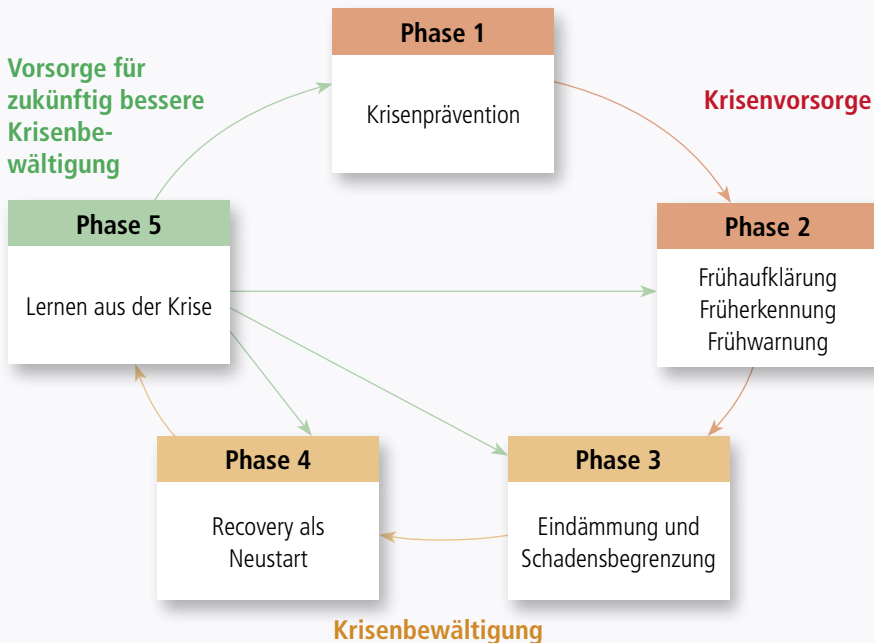 Phase 1
Krisenprävention
Vorsorge für
zukünftig bessere
Krisenbe-
wältigung
Krisenvorsorge
Phase 5
Lernen aus der Krise
Phase 2
Frühaufklärung
Früherkennung
Frühwarnung
Phase 4
Recovery als
Neustart
Phase 3
Eindämmung und
Schadensbegrenzung
Krisenbewältigung